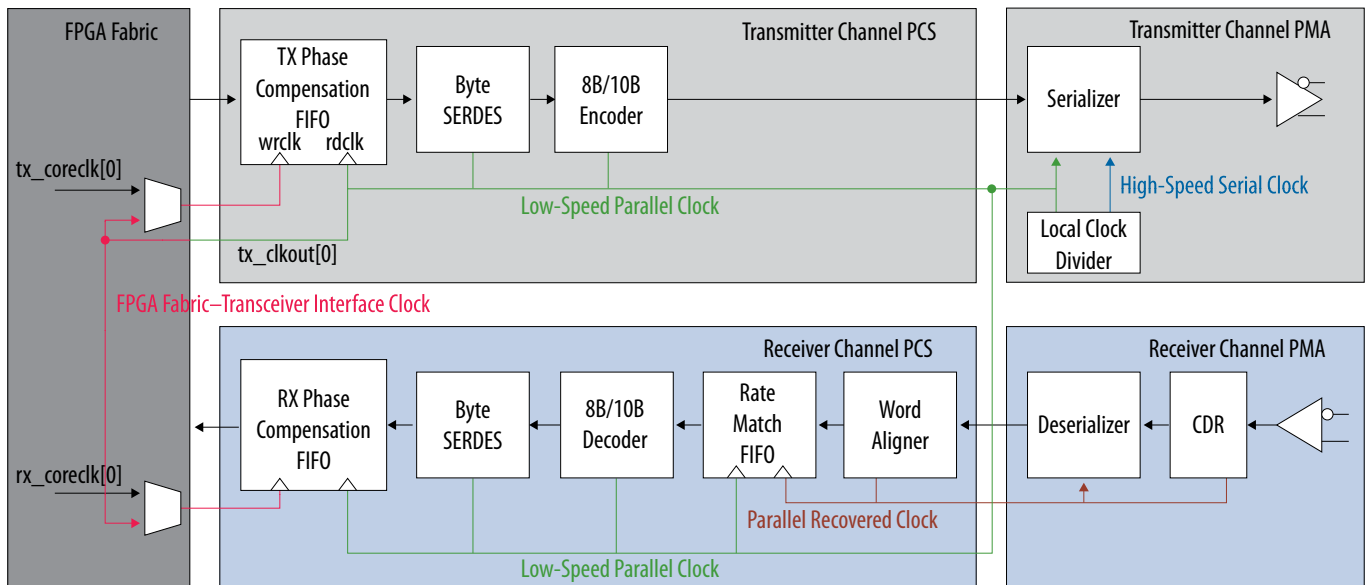 FPGA Fabric
Transmitter Channel PCS
Transmitter Channel PMA
TX Phase
Compensation
FIFO
wrclk
rdclk
Byte
SERDES
8B/10B
Encoder
Serializer
tx_coreclk[0]
High-Speed Serial Clock
Low-Speed Parallel Clock
Local Clock
Divider
tx_clkout[0]
FPGA Fabric–Transceiver Interface Clock
Receiver Channel PCS
Receiver Channel PMA
RX Phase
Compensation
FIFO
Byte
SERDES
8B/10B
Decoder
Rate
Match
FIFO
Word
Aligner
Deserializer
CDR
rx_coreclk[0]
Parallel Recovered Clock
Low-Speed Parallel Clock